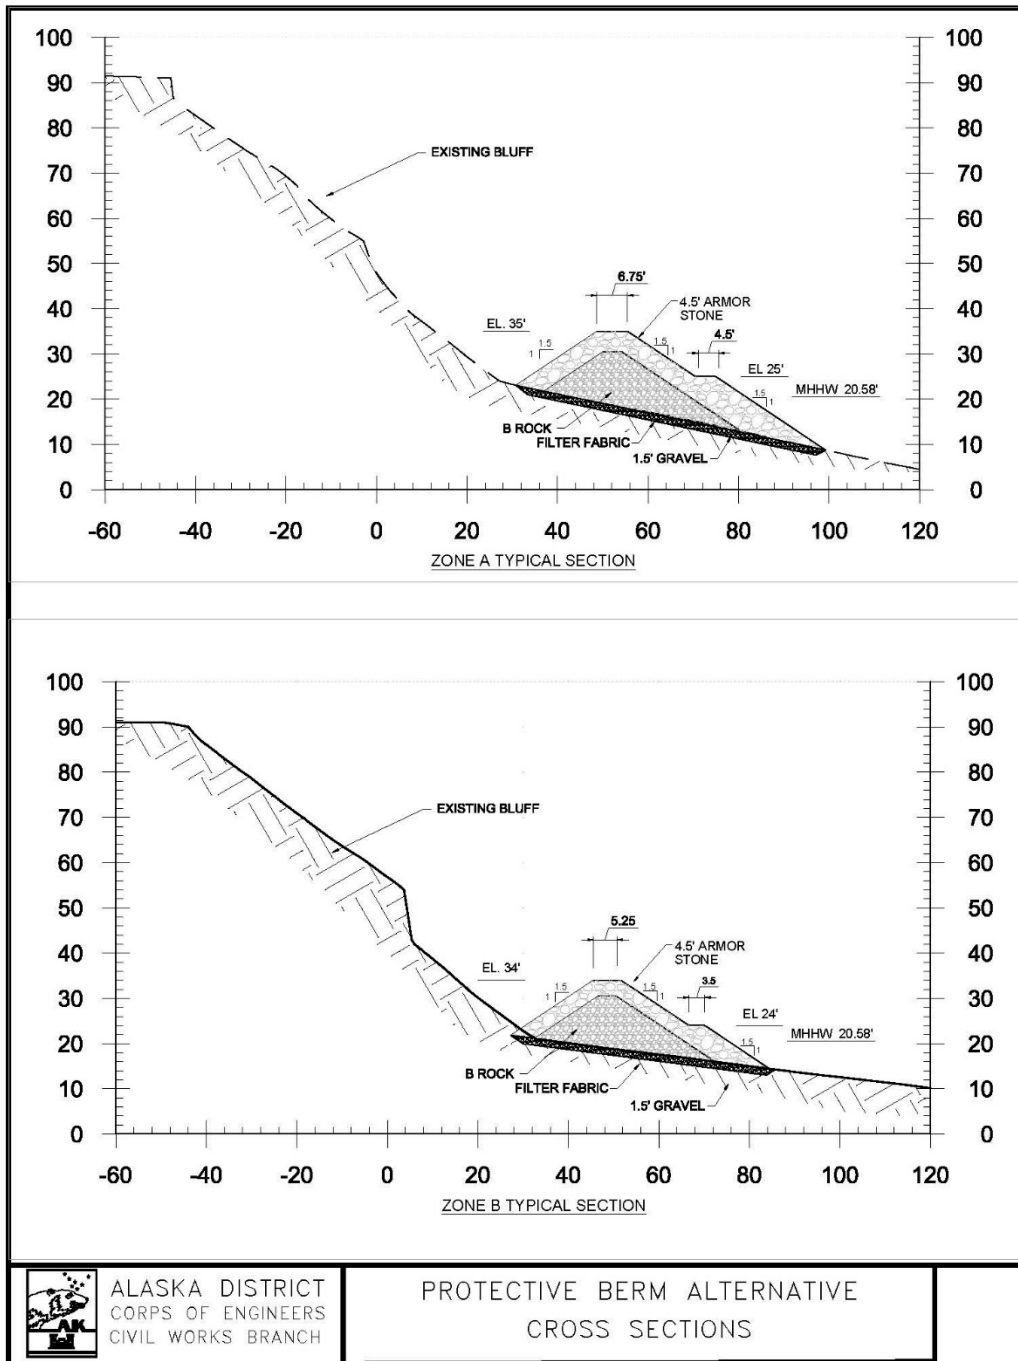 100
100
90
90
80
80
70
70
60
60
50
50
40
40
30
30
20
20
10
10
0
0
EXISTING BLUFF
6.75'
4.5' ARMOR
STONE
4.5'
EL. 35'
1.5
1
1.5
1
EL 25'
1.5
1
MHHW 20.58'
B ROCK
FILTER FABRIC
1.5' GRAVEL
-60 -40 -20 0 20 40 60 80 100 120
ZONE A TYPICAL SECTION
100
100
90
90
80
80
70
70
60
60
50
50
40
40
30
30
20
20
10
10
0
0
EXISTING BLUFF
5.25
4.5' ARMOR
STONE
EL. 34'
3.5
1.5
1
1.5
1
EL 24'
MHHW 20.58'
1.5
1
B ROCK
FILTER FABRIC
1.5' GRAVEL
-60 -40 -20 0 20 40 60 80 100 120
ZONE B TYPICAL SECTION
AK
ALASKA DISTRICT
CORPS OF ENGINEERS
CIVIL WORKS BRANCH
PROTECTIVE BERM ALTERNATIVE
CROSS SECTIONS